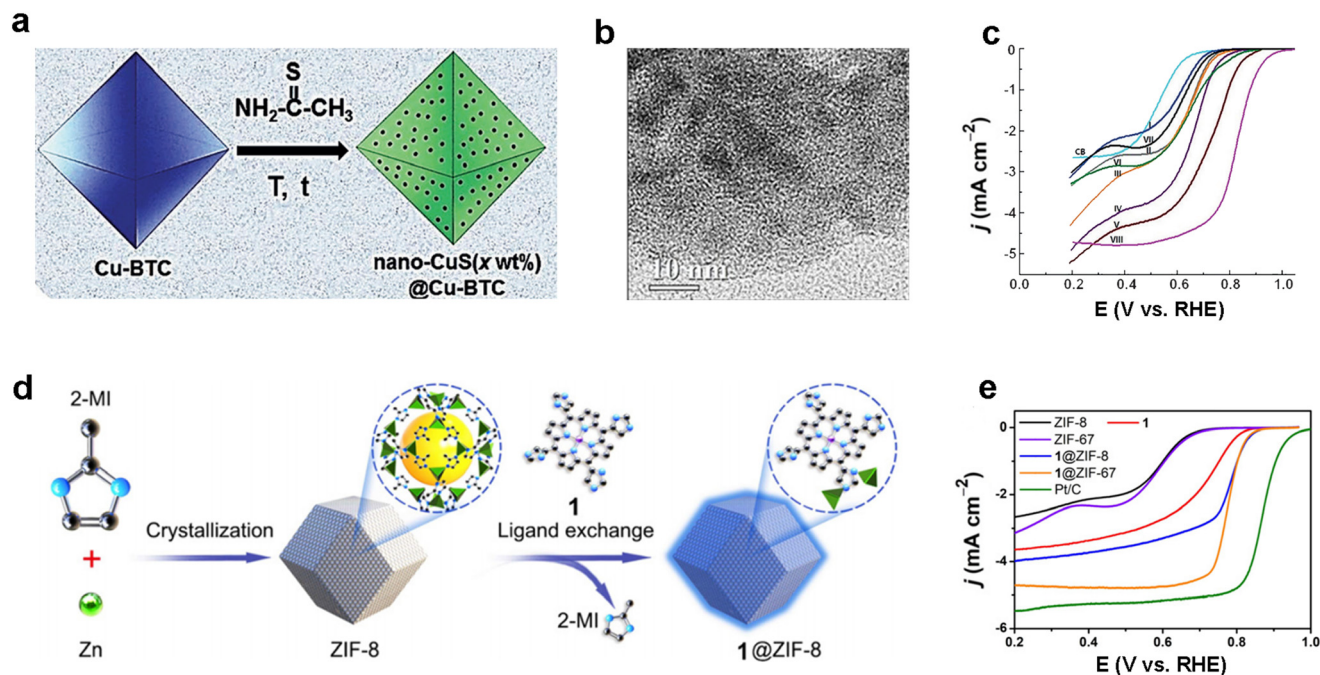 a
S
NH₂-C-CH₃
T, t
Cu-BTC
nano-CuS(x wt%)
@Cu-BTC
b
10 nm
c
j (mA cm⁻²)
0
-1
-2
-3
-4
-5
CB
I
VII
II
VI
III
IV
V
VIII
0.0 0.2 0.4 0.6 0.8 1.0
E (V vs. RHE)
d
2-MI
+
Zn
Crystallization
ZIF-8
1
Ligand exchange
2-MI
1@ZIF-8
e
ZIF-8 1
ZIF-67
1@ZIF-8
1@ZIF-67
Pt/C
j (mA cm⁻²)
0
-2
-4
-6
0.2 0.4 0.6 0.8 1.0
E (V vs. RHE)